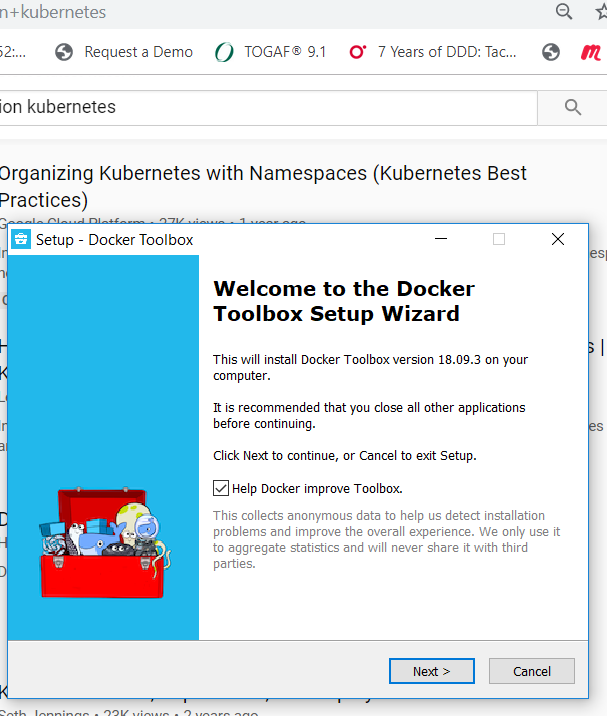 n+kubernetes
52:...
Request a Demo
TOGAF® 9.1
7 Years of DDD: Tac...
ion kubernetes
Organizing Kubernetes with Namespaces (Kubernetes Best
Practices)
Google Cloud Platform • 27K views • 1 year ago
Setup - Docker Toolbox
Welcome to the Docker
Toolbox Setup Wizard
This will install Docker Toolbox version 18.09.3 on your
computer.
It is recommended that you close all other applications
before continuing.
Click Next to continue, or Cancel to exit Setup.
Help Docker improve Toolbox.
This collects anonymous data to help us detect installation
problems and improve the overall experience. We only use it
to aggregate statistics and will never share it with third
parties.
Next >
Cancel
Seth Jennings • 23K views • 2 years ago